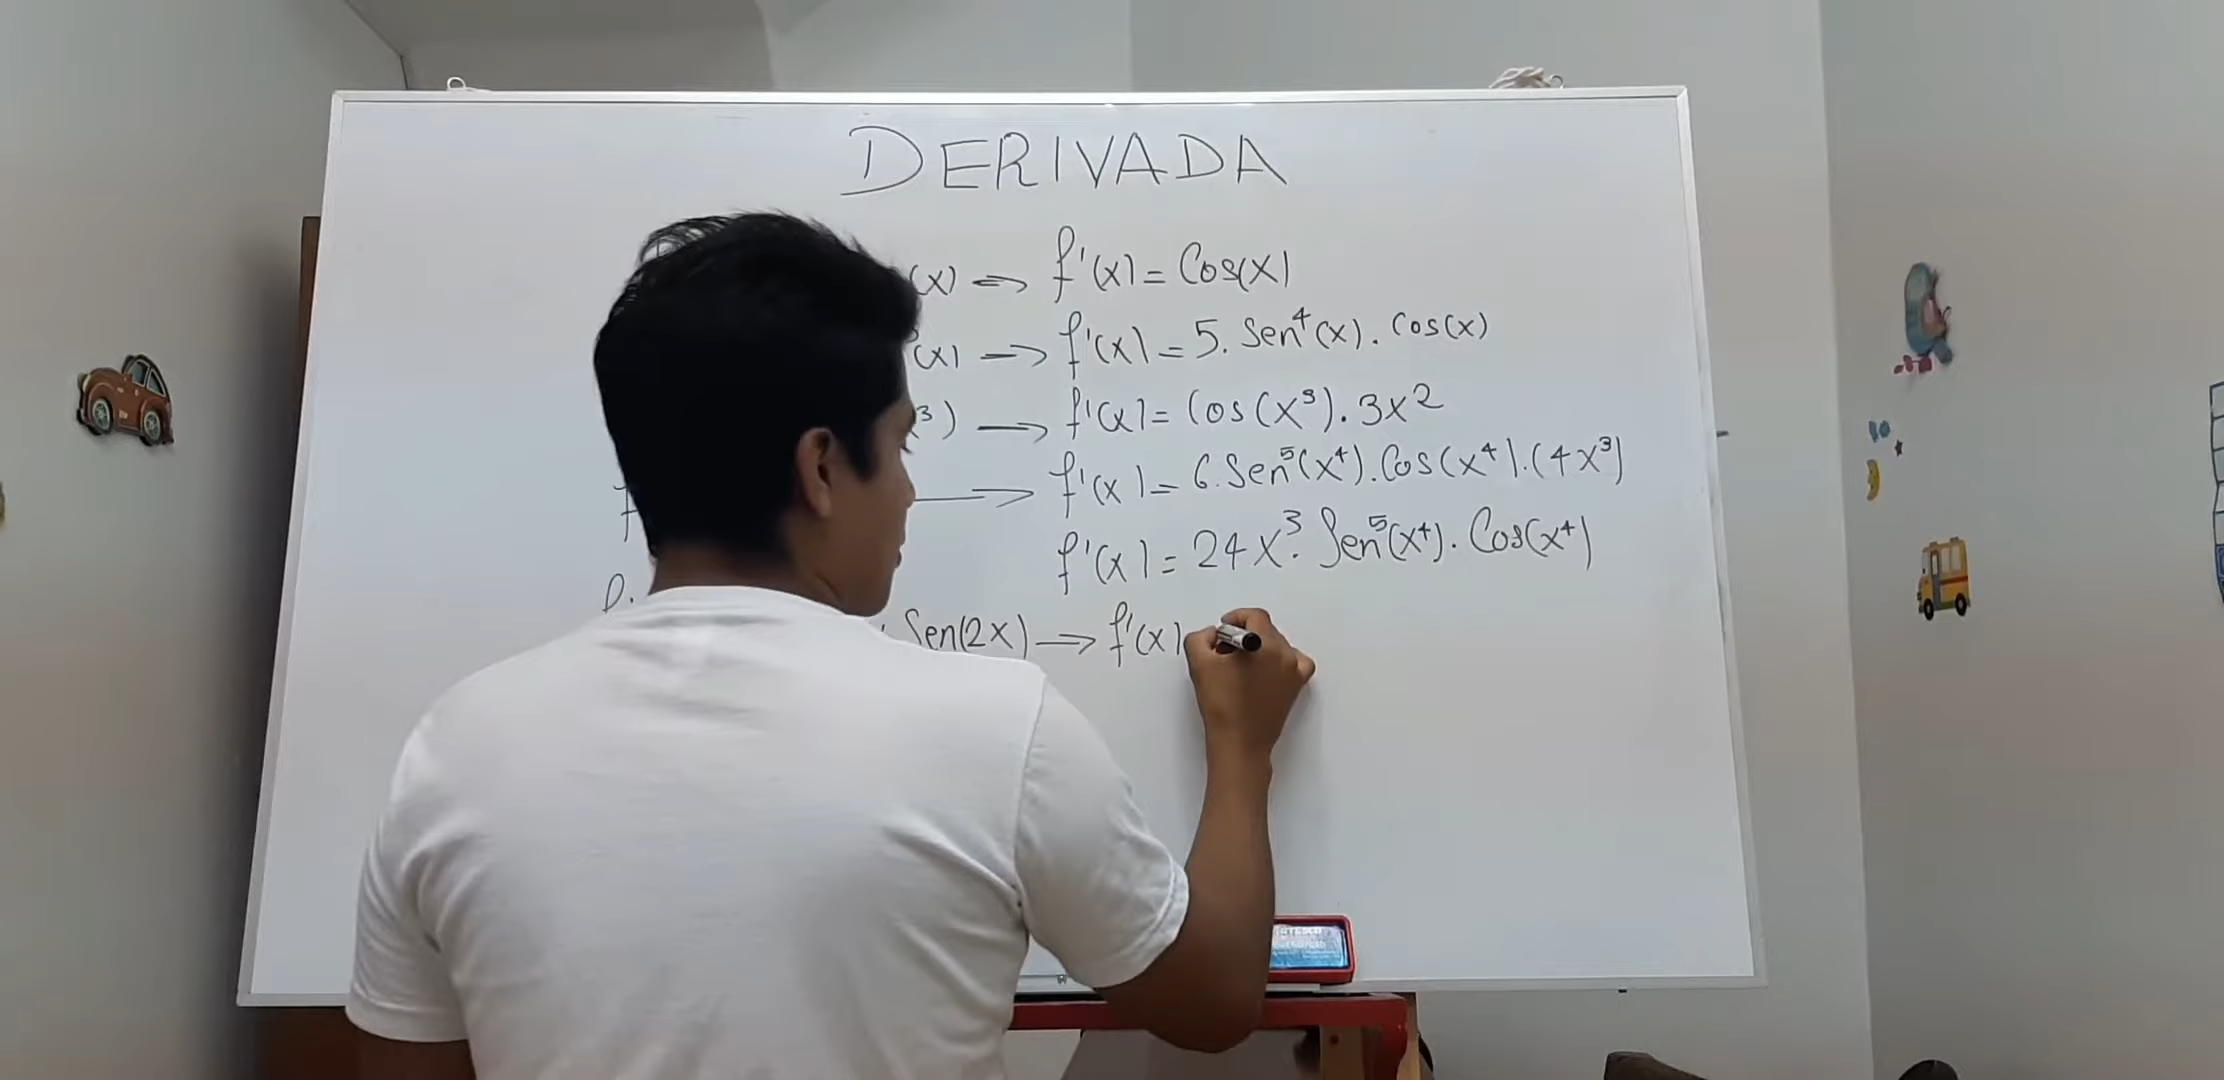 DERIVADA
(x) → f'(x) = Cos(x)
(x) → f'(x) = 5. Sen⁴(x). Cos(x)
³) → f'(x) = Cos(x³). 3x²
f → f'(x) = 6. Sen⁵(x⁴). Cos(x⁴). (4x³)
f'(x) = 24x³. Sen⁵(x⁴). Cos(x⁴)
. Sen(2x) → f'(x)